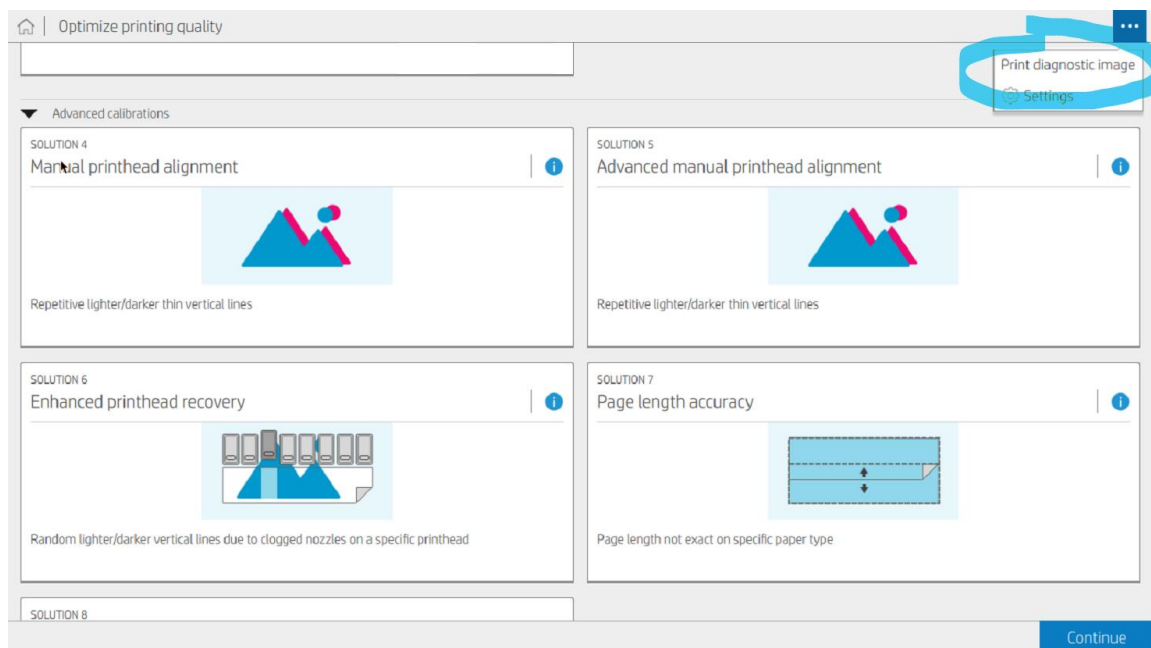 Optimize printing quality
Print diagnostic image
Settings
Advanced calibrations
SOLUTION 4
Manual printhead alignment
Repetitive lighter/darker thin vertical lines
SOLUTION 5
Advanced manual printhead alignment
Repetitive lighter/darker thin vertical lines
SOLUTION 6
Enhanced printhead recovery
Random lighter/darker vertical lines due to clogged nozzles on a specific printhead
SOLUTION 7
Page length accuracy
Page length not exact on specific paper type
SOLUTION 8
Continue